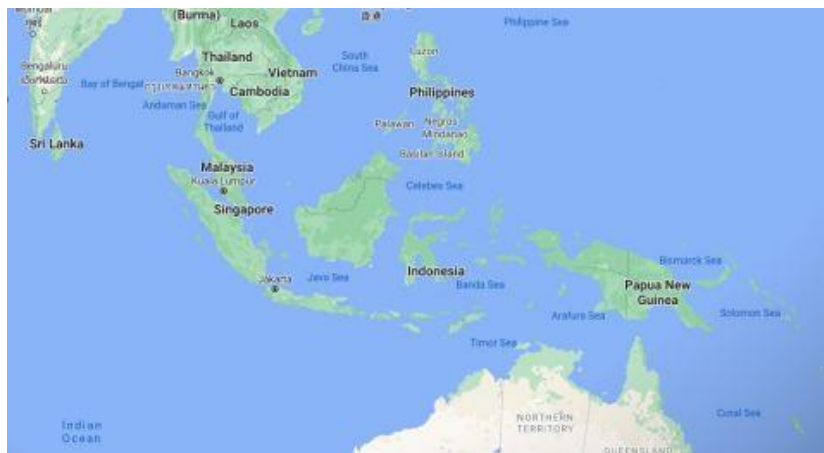 (Burma)
Laos
Philippine Sea
Bengaluru
Thailand
South
China Sea
Luzon
Bangkok
Vietnam
Bay of Bengal
Cambodia
Philippines
Andaman Sea
Gulf of
Thailand
Palawan
Negros
Mindanao
Sri Lanka
Basilan Island
Malaysia
Kuala Lumpur
Celebes Sea
Singapore
Jakarta
Java Sea
Indonesia
Banda Sea
Bismarck Sea
Papua New
Guinea
Arafura Sea
Solomon Sea
Timor Sea
Indian
Ocean
NORTHERN
TERRITORY
Coral Sea
QUEENSLAND